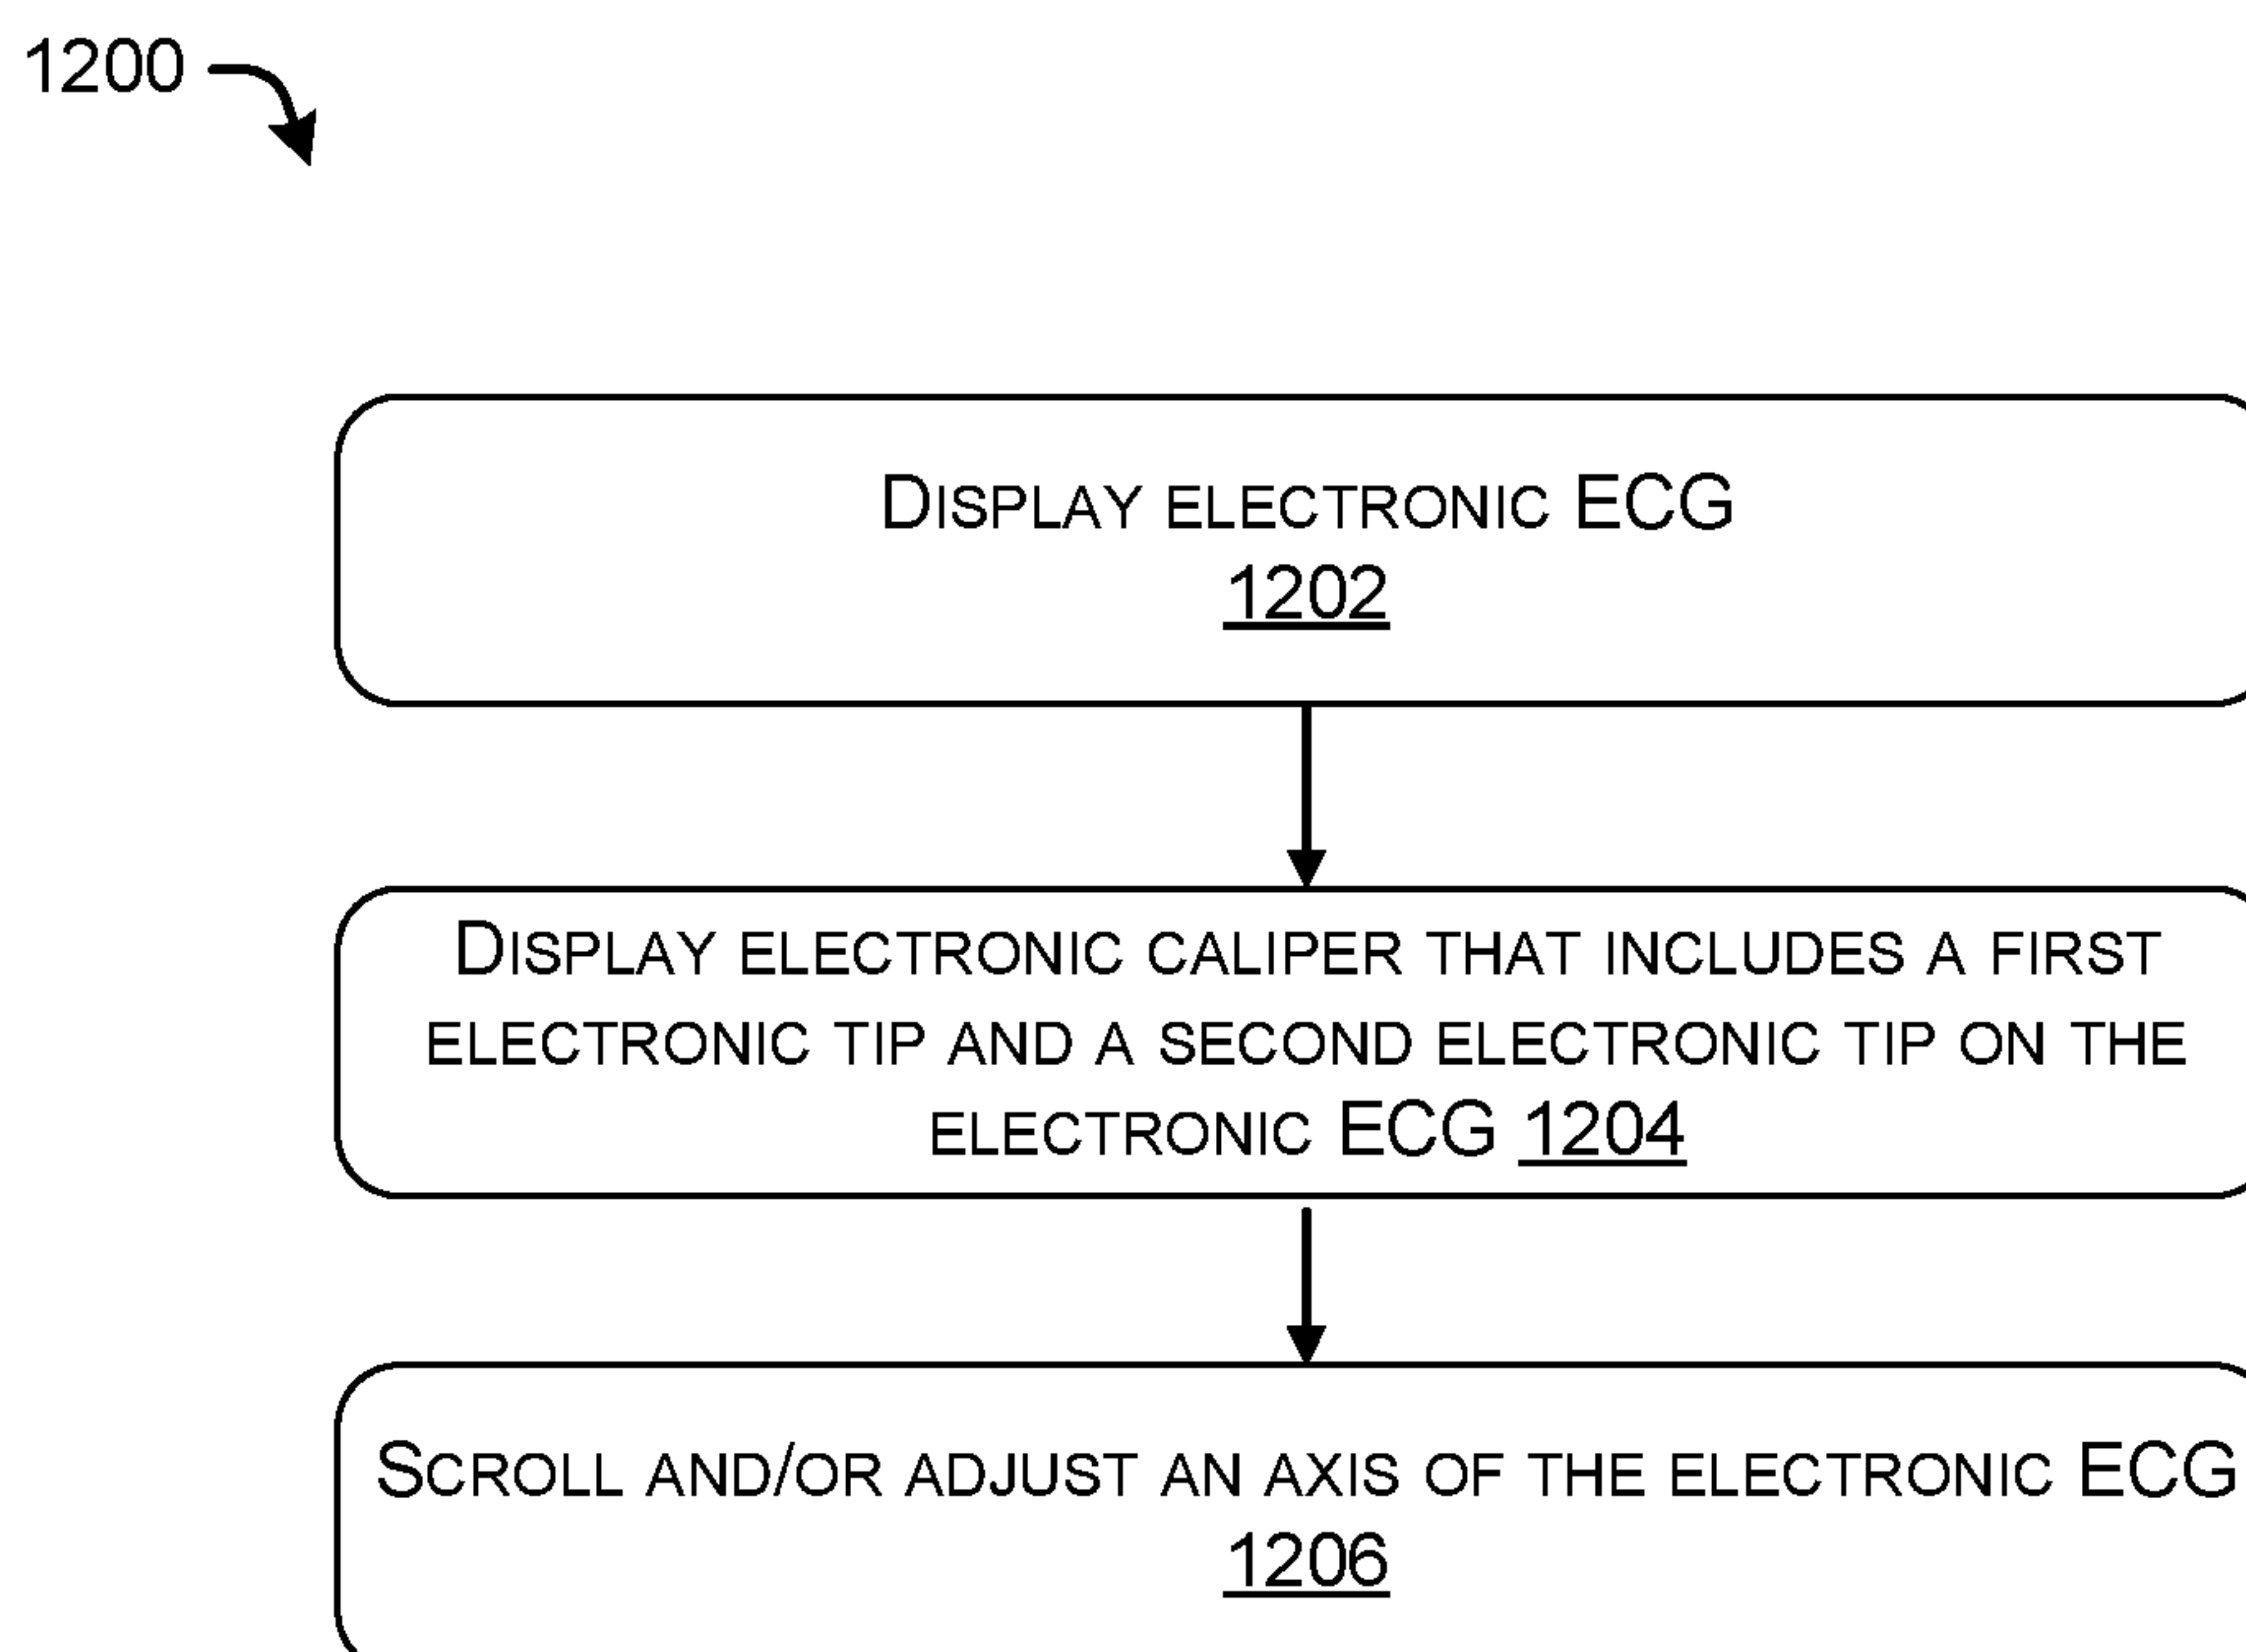 1200
Display electronic ECG
1202
Display electronic caliper that includes a first
electronic tip and a second electronic tip on the
electronic ECG 1204
Scroll and/or adjust an axis of the electronic ECG
1206